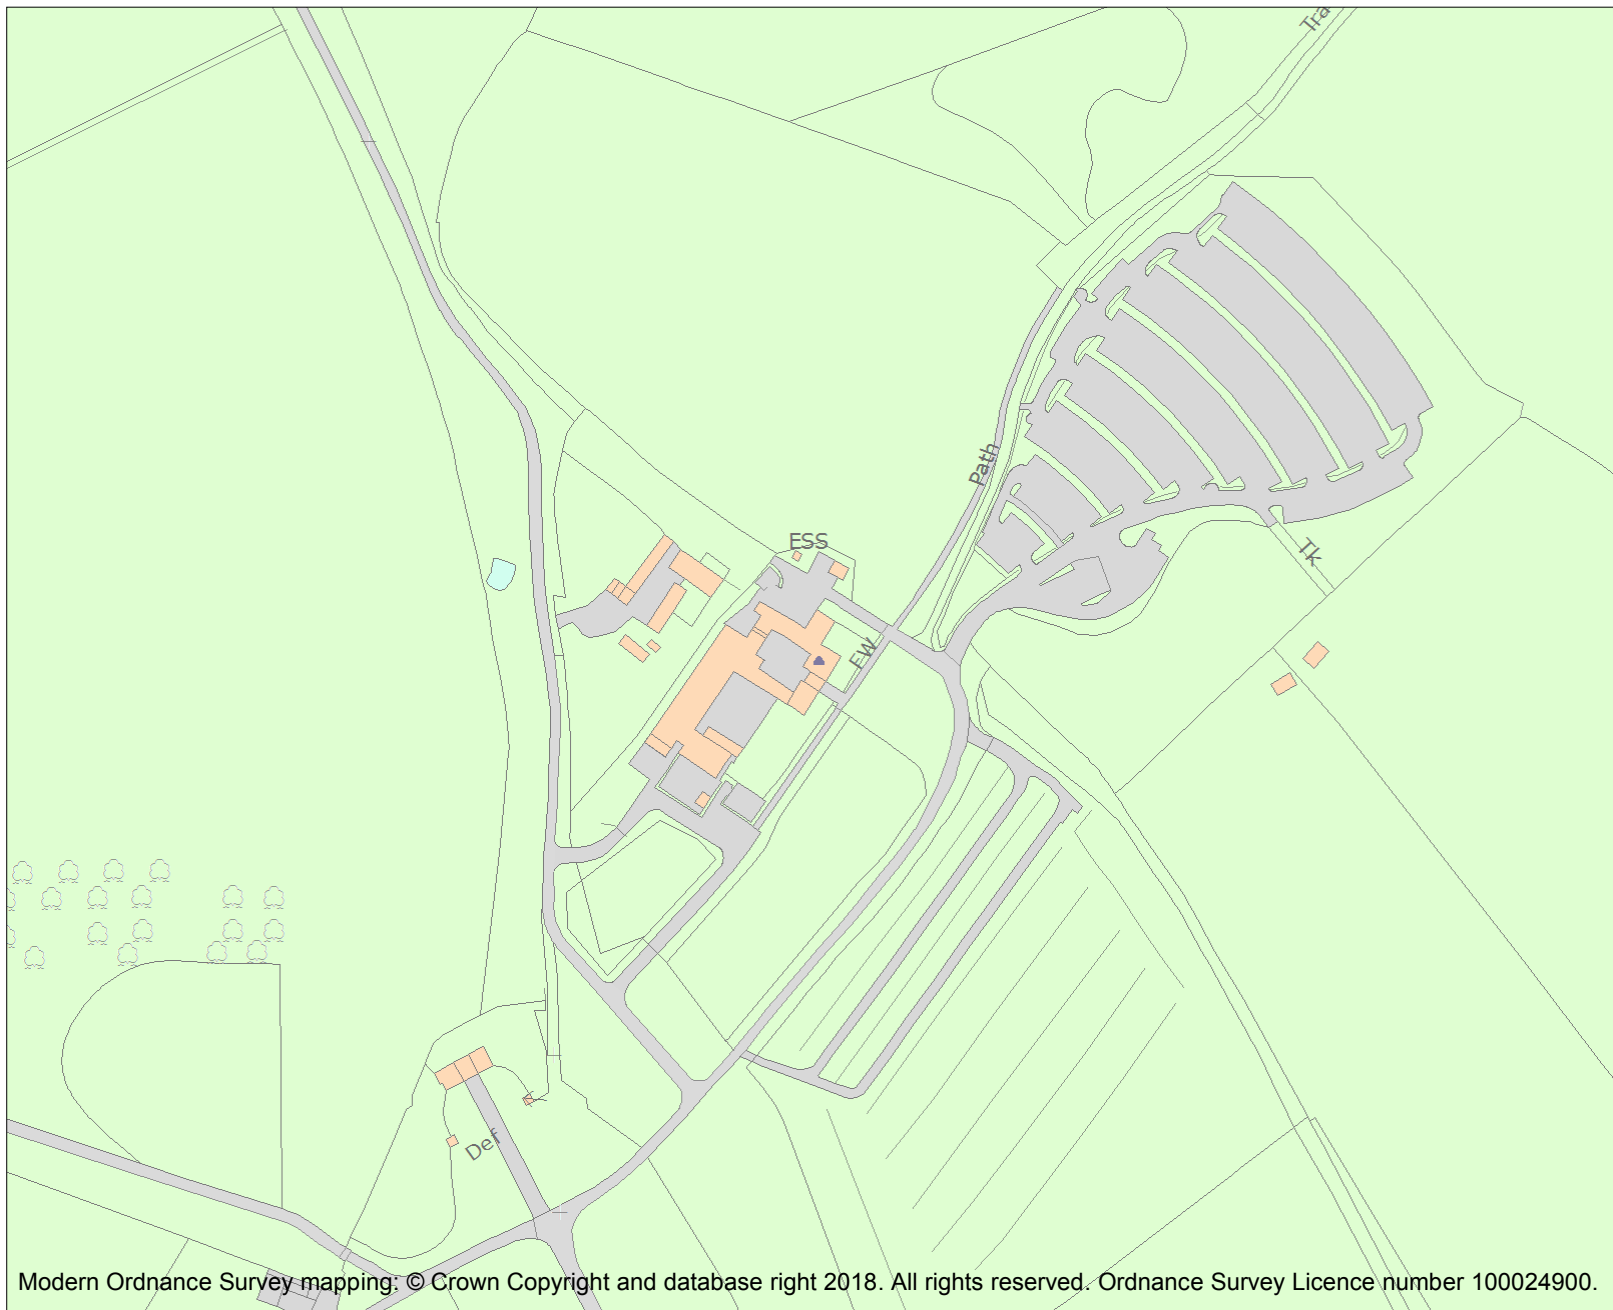 Tra
Path
ESS
Tk
FW
Def
Modern Ordnance Survey mapping: © Crown Copyright and database right 2018. All rights reserved. Ordnance Survey Licence number 100024900.